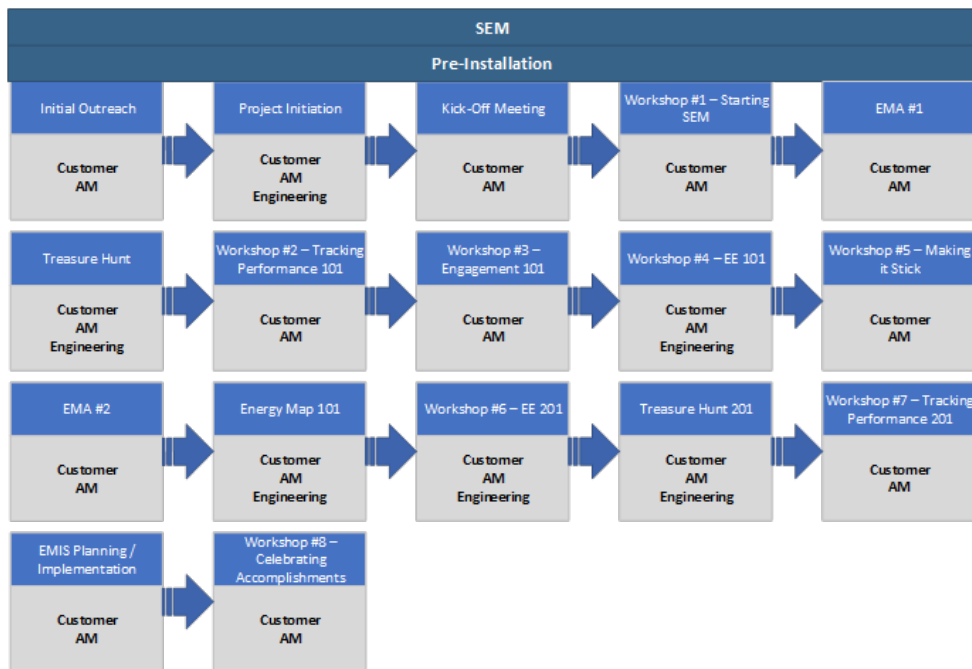 SEM
Pre-Installation
Initial Outreach
Customer
AM
Project Initiation
Customer
AM
Engineering
Kick-Off Meeting
Customer
AM
Workshop #1 – Starting
SEM
Customer
AM
EMA #1
Customer
AM
Treasure Hunt
Customer
AM
Engineering
Workshop #2 – Tracking
Performance 101
Customer
AM
Workshop #3 –
Engagement 101
Customer
AM
Workshop #4 – EE 101
Customer
AM
Engineering
Workshop #5 – Making
it Stick
Customer
AM
EMA #2
Customer
AM
Energy Map 101
Customer
AM
Engineering
Workshop #6 – EE 201
Customer
AM
Engineering
Treasure Hunt 201
Customer
AM
Engineering
Workshop #7 – Tracking
Performance 201
Customer
AM
EMIS Planning /
Implementation
Customer
AM
Workshop #8 –
Celebrating
Accomplishments
Customer
AM